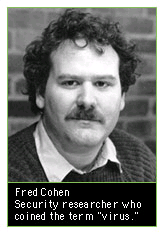 Fred Cohen
Security researcher who
coined the term "virus."